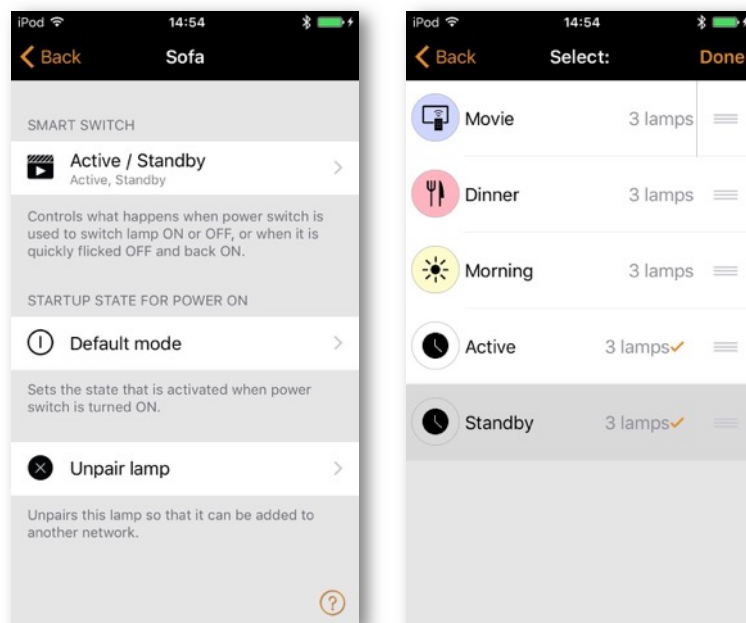 iPod 14:54
Back Sofa
SMART SWITCH
Active / Standby
Active, Standby
Controls what happens when power switch is
used to switch lamp ON or OFF, or when it is
quickly flicked OFF and back ON.
STARTUP STATE FOR POWER ON
Default mode
Sets the state that is activated when power
switch is turned ON.
Unpair lamp
Unpairs this lamp so that it can be added to
another network.
?
iPod 14:54
Back Select: Done
Movie 3 lamps
Dinner 3 lamps
Morning 3 lamps
Active 3 lamps
Standby 3 lamps